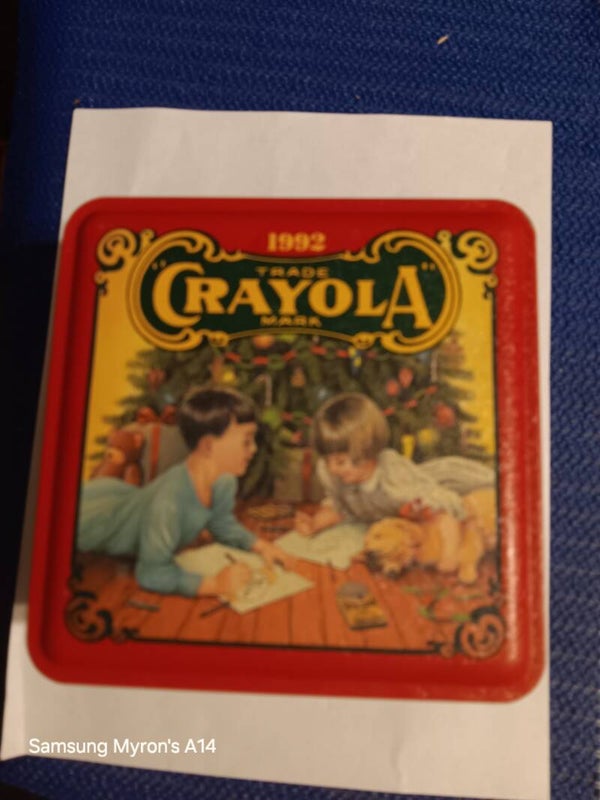 1992
TRADE
"CRAYOLA"
MARK
Samsung Myron's A14